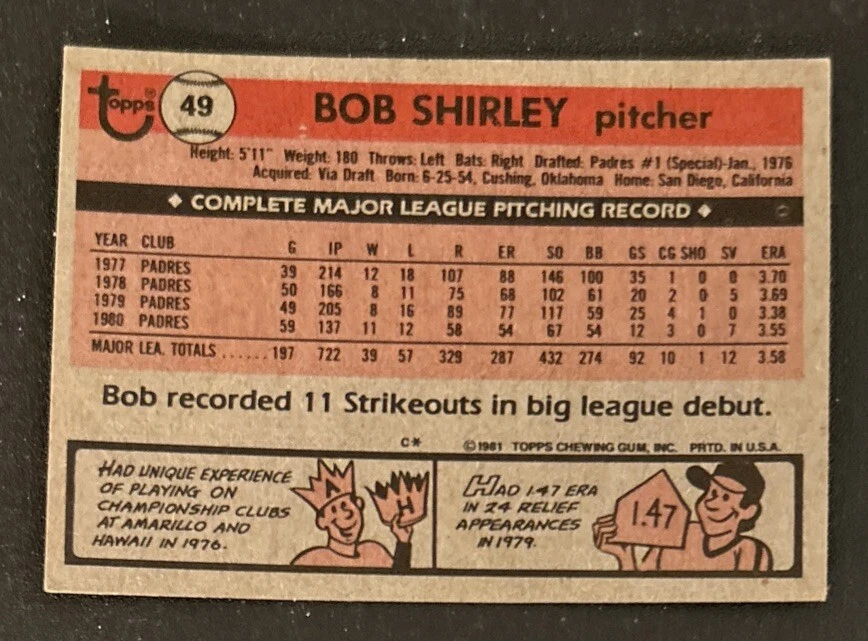 Topps® 49 BOB SHIRLEY pitcher
Height: 5'11" Weight: 180 Throws: Left Bats: Right Drafted: Padres #1 (Special)-Jan., 1976
Acquired: Via Draft Born: 6-25-54, Cushing, Oklahoma Home: San Diego, California
◆ COMPLETE MAJOR LEAGUE PITCHING RECORD ◆
YEAR CLUB G IP W L R ER SO BB GS CG SHO SV ERA
1977 PADRES 39 214 12 18 107 88 146 100 35 1 0 0 3.70
1978 PADRES 50 166 8 11 75 68 102 61 20 2 0 5 3.69
1979 PADRES 49 205 8 16 89 77 117 59 25 4 1 0 3.38
1980 PADRES 59 137 11 12 58 54 67 54 12 3 0 7 3.55
MAJOR LEA. TOTALS ...... 197 722 39 57 329 287 432 274 92 10 1 12 3.58
Bob recorded 11 Strikeouts in big league debut.
C* ©1981 TOPPS CHEWING GUM, INC. PRTD. IN U.S.A.
HAD UNIQUE EXPERIENCE
OF PLAYING ON
CHAMPIONSHIP CLUBS
AT AMARILLO AND
HAWAII IN 1976.
A
H
HAD 1.47 ERA
IN 24 RELIEF
APPEARANCES
IN 1979.
1.47